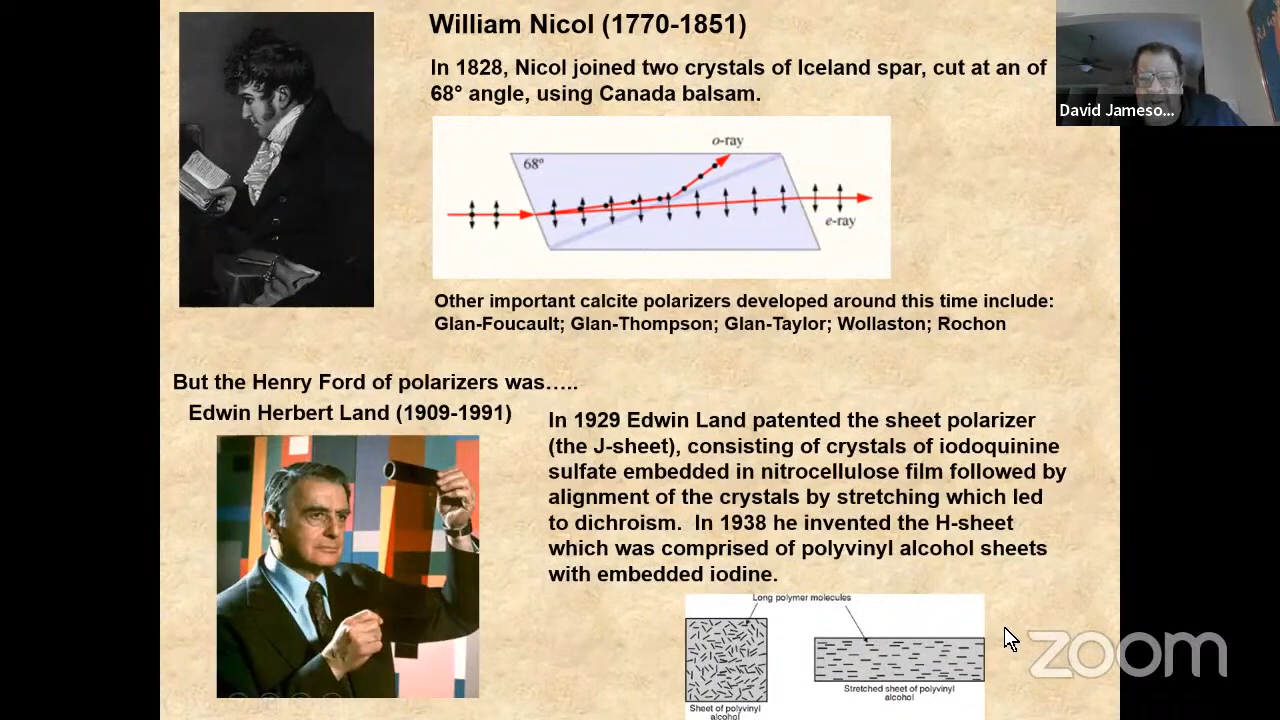 William Nicol (1770-1851)
In 1828, Nicol joined two crystals of Iceland spar, cut at an of
68° angle, using Canada balsam.
David Jameso...
o-ray
68°
e-ray
Other important calcite polarizers developed around this time include:
Glan-Foucault; Glan-Thompson; Glan-Taylor; Wollaston; Rochon
But the Henry Ford of polarizers was…..
Edwin Herbert Land (1909-1991)
In 1929 Edwin Land patented the sheet polarizer
(the J-sheet), consisting of crystals of iodoquinine
sulfate embedded in nitrocellulose film followed by
alignment of the crystals by stretching which led
to dichroism. In 1938 he invented the H-sheet
which was comprised of polyvinyl alcohol sheets
with embedded iodine.
Long polymer molecules
Sheet of polyvinyl
alcohol
Stretched sheet of polyvinyl
alcohol
zoom